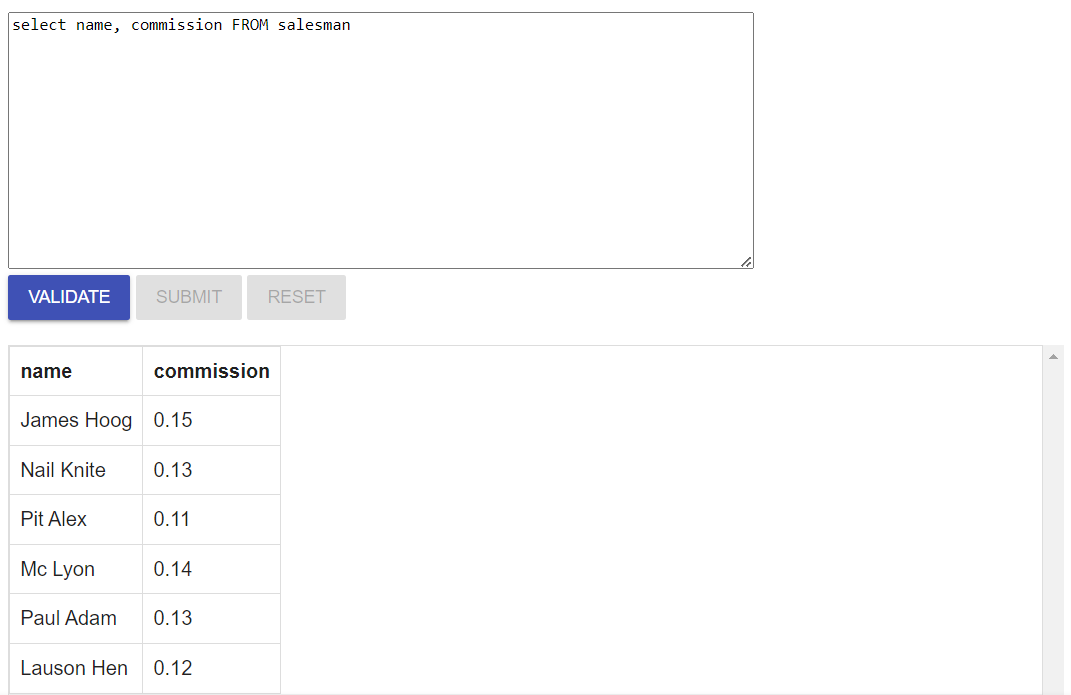 select name, commission FROM salesman
VALIDATE SUBMIT RESET
name commission
James Hoog 0.15
Nail Knite 0.13
Pit Alex 0.11
Mc Lyon 0.14
Paul Adam 0.13
Lauson Hen 0.12